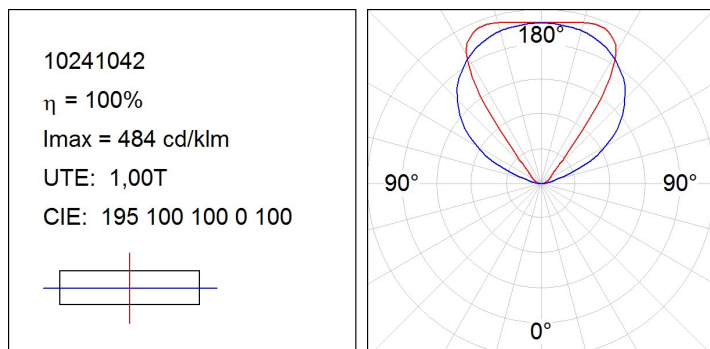 10241042
η = 100%
Imax = 484 cd/klm
UTE: 1,00T
CIE: 195 100 100 0 100
180°
90° 90°
0°